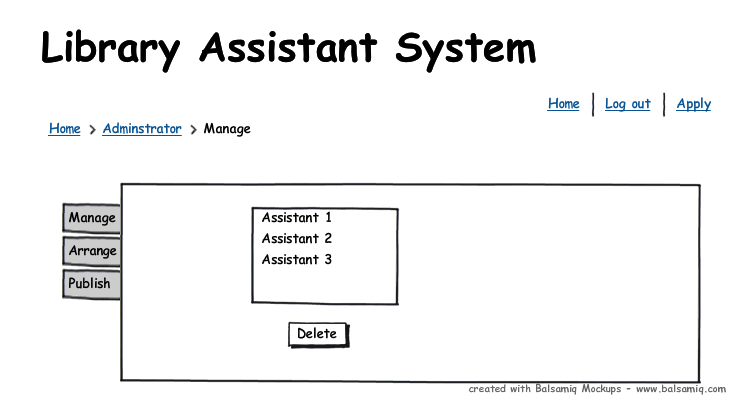 Library Assistant System
Home | Log out | Apply
Home > Adminstrator > Manage
Manage
Arrange
Publish
Assistant 1
Assistant 2
Assistant 3
Delete
created with Balsamiq Mockups - www.balsamiq.com